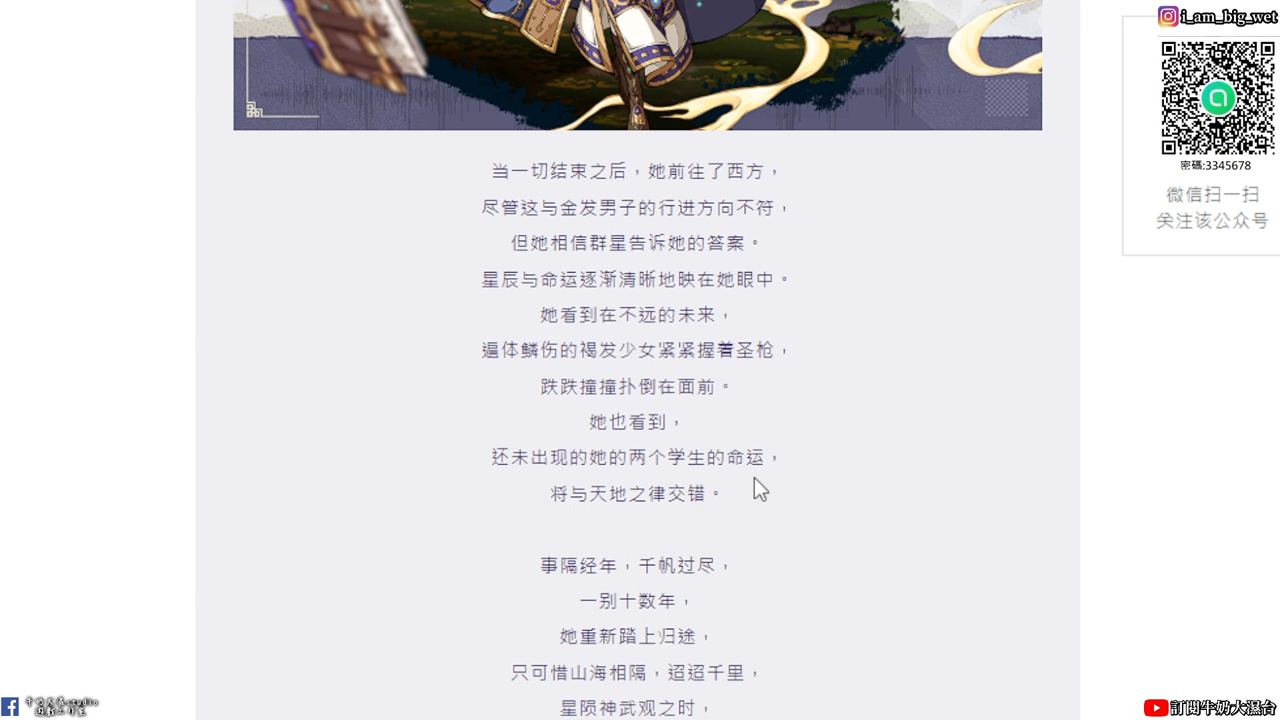 i_am_big_wet
密碼:3345678
微信扫一扫
关注该公众号
当一切结束之后，她前往了西方，
尽管这与金发男子的行进方向不符，
但她相信群星告诉她的答案。
星辰与命运逐渐清晰地映在她眼中。
她看到在不远的未来，
遍体鳞伤的褐发少女紧紧握着圣枪，
跌跌撞撞扑倒在面前。
她也看到，
还未出现的她的两个学生的命运，
将与天地之律交错。
事隔经年，千帆过尽，
一别十数年，
她重新踏上归途，
只可惜山海相隔，迢迢千里，
星陨神武观之时，
訂閱牛奶大濕台